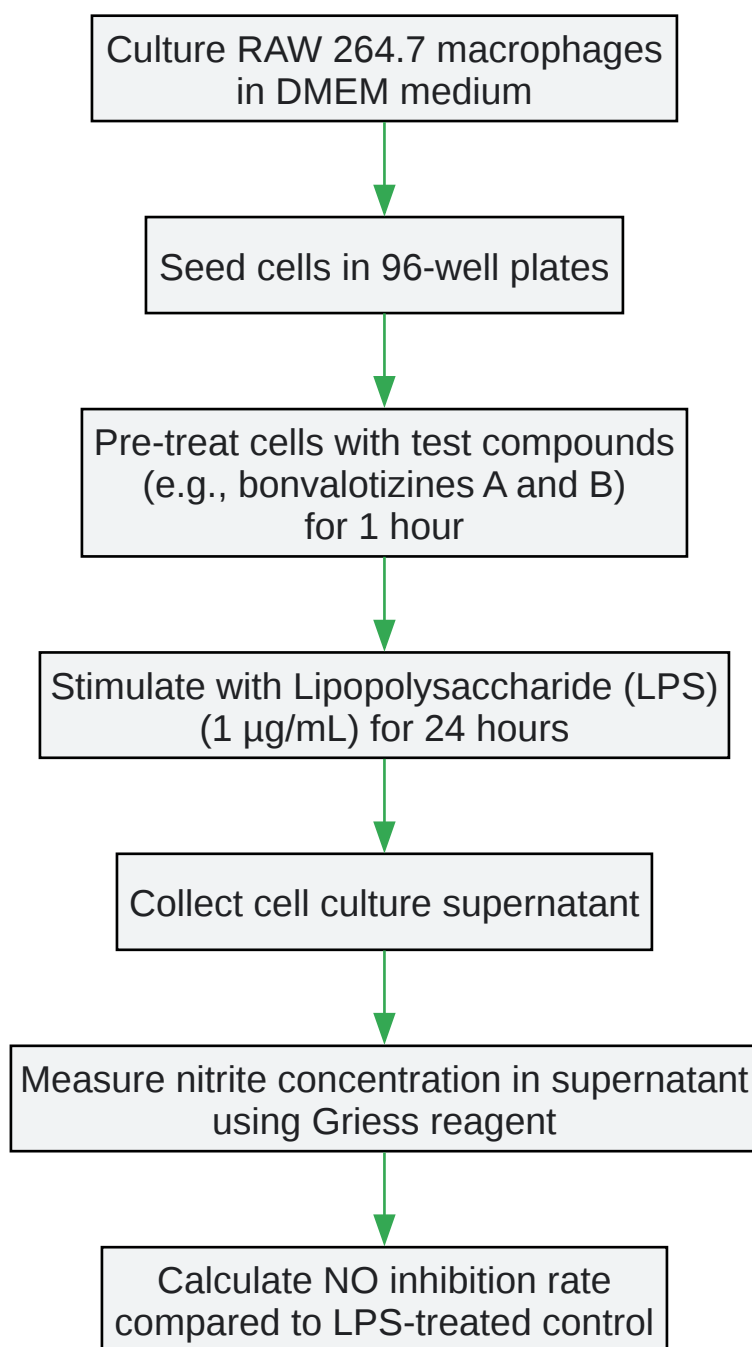 Culture RAW 264.7 macrophages
in DMEM medium
Seed cells in 96-well plates
Pre-treat cells with test compounds
(e.g., bonvalotizines A and B)
for 1 hour
Stimulate with Lipopolysaccharide (LPS)
(1 µg/mL) for 24 hours
Collect cell culture supernatant
Measure nitrite concentration in supernatant
using Griess reagent
Calculate NO inhibition rate
compared to LPS-treated control